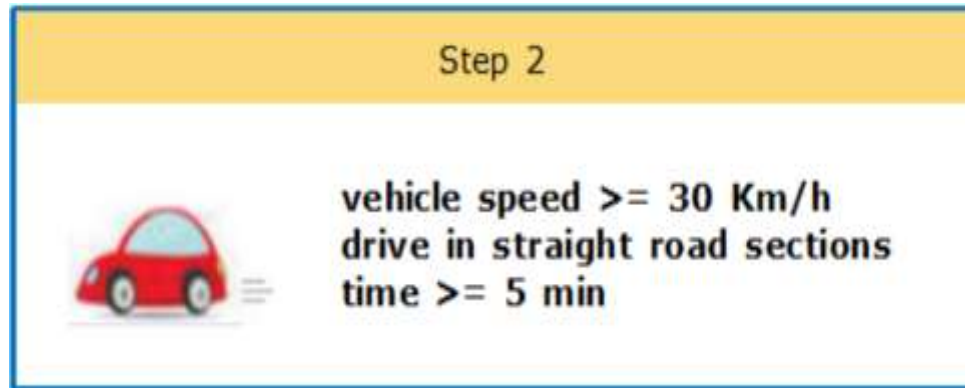 Step 2
vehicle speed >= 30 Km/h
drive in straight road sections
time >= 5 min